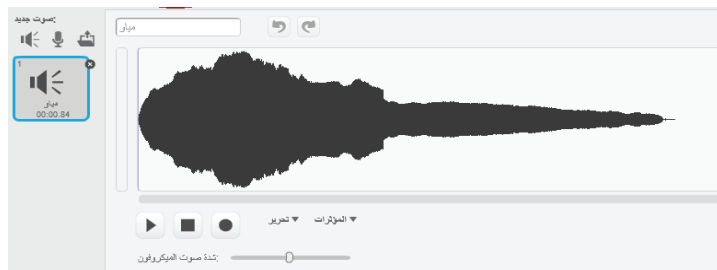 صوت جديد:
مياو
1
مياو
00:00.84
تحرير ▼ المؤثرات ▼
شدة صوت الميكروفون: